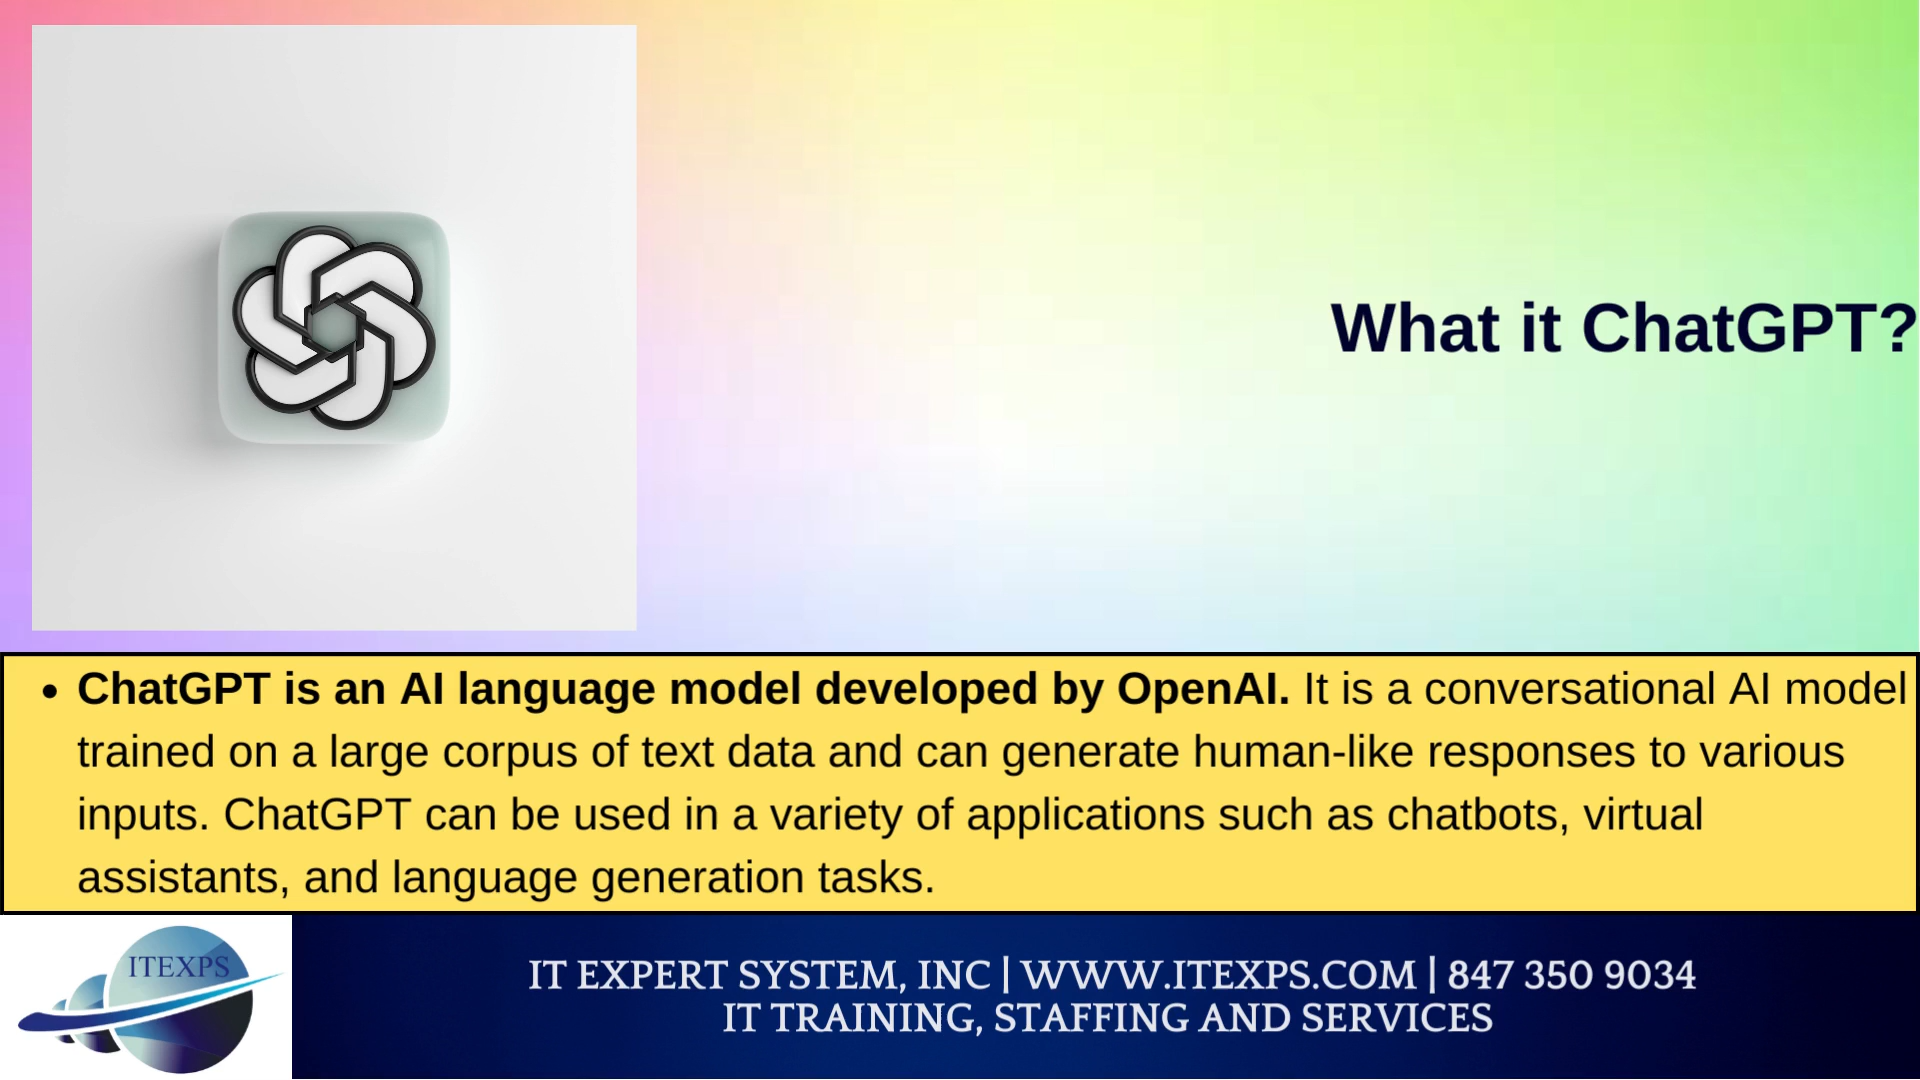 What it ChatGPT?
• ChatGPT is an AI language model developed by OpenAI. It is a conversational AI model
trained on a large corpus of text data and can generate human-like responses to various
inputs. ChatGPT can be used in a variety of applications such as chatbots, virtual
assistants, and language generation tasks.
ITEXPS
IT EXPERT SYSTEM, INC | WWW.ITEXPS.COM | 847 350 9034
IT TRAINING, STAFFING AND SERVICES